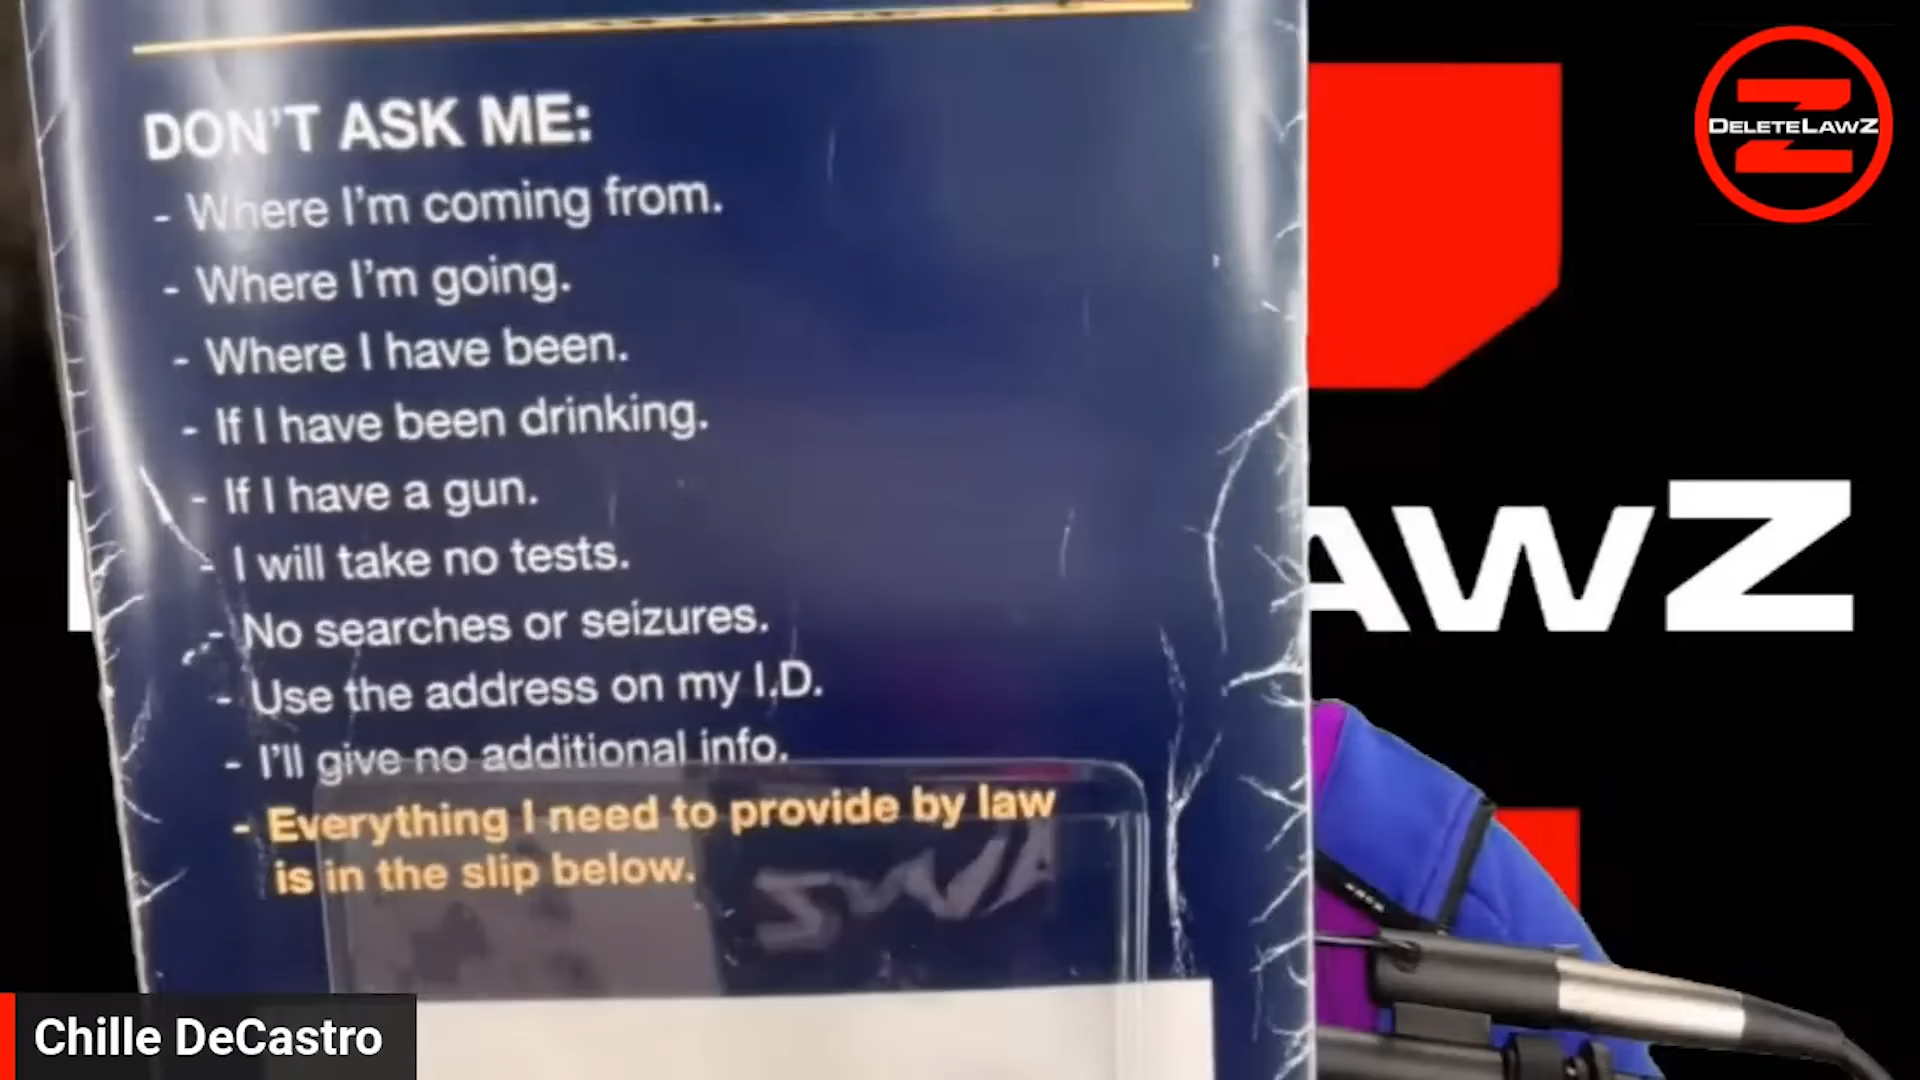 DON'T ASK ME:
- Where I'm coming from.
- Where I'm going.
- Where I have been.
- If I have been drinking.
- If I have a gun.
- I will take no tests.
- No searches or seizures.
- Use the address on my I.D.
- I'll give no additional info.
- Everything I need to provide by law
is in the slip below.
DELETELAWZ
AWZ
Chille DeCastro